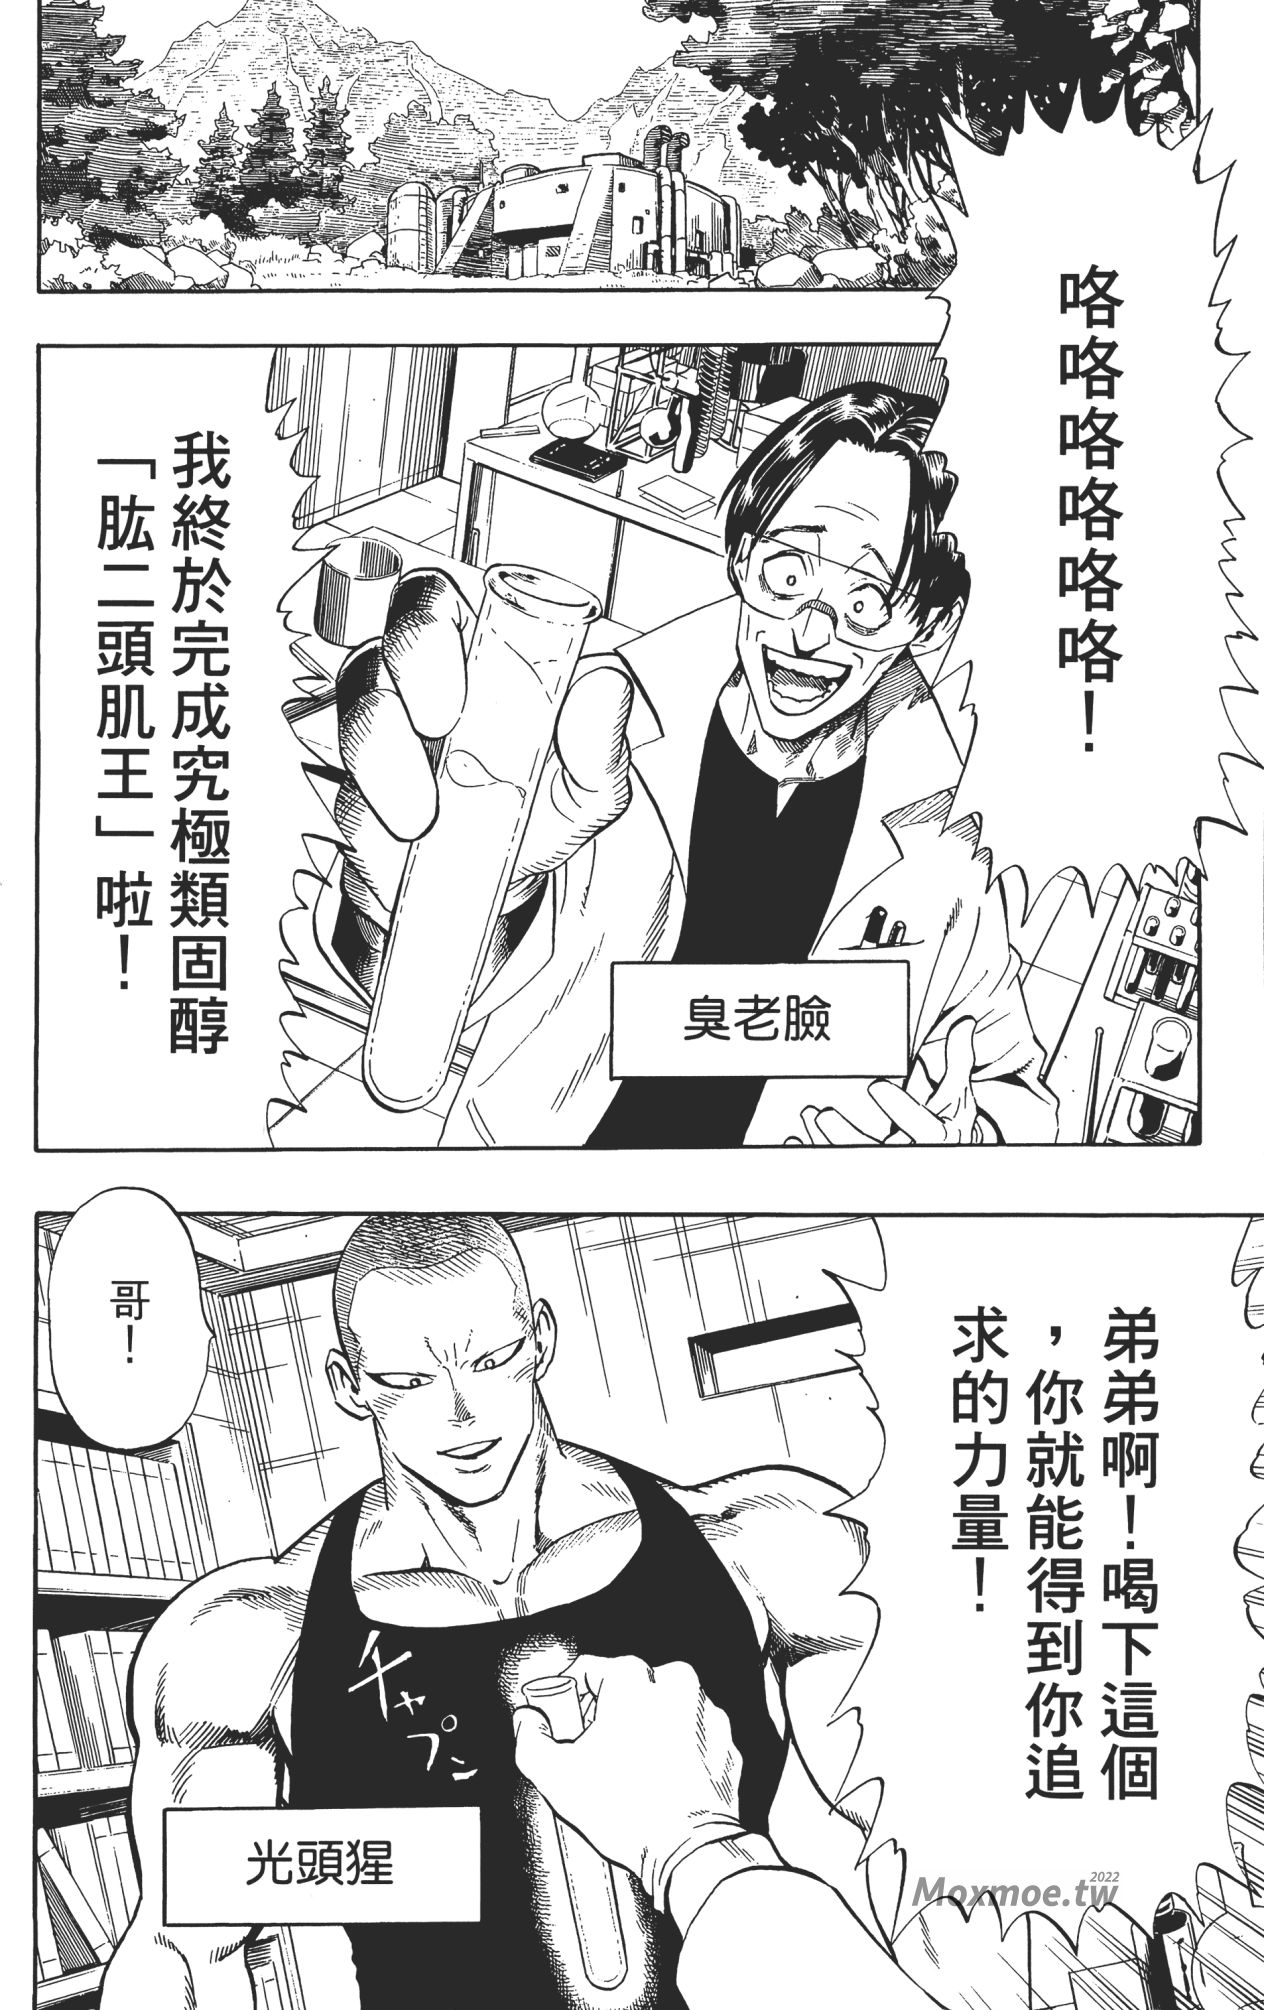 咯咯咯咯咯咯！
我終於完成究極類固醇
「肱二頭肌王」啦！
臭老臉
弟弟啊！喝下這個
，你就能得到你追
求的力量！
哥！
チャプン
光頭猩
2022
Moxmoe.tw